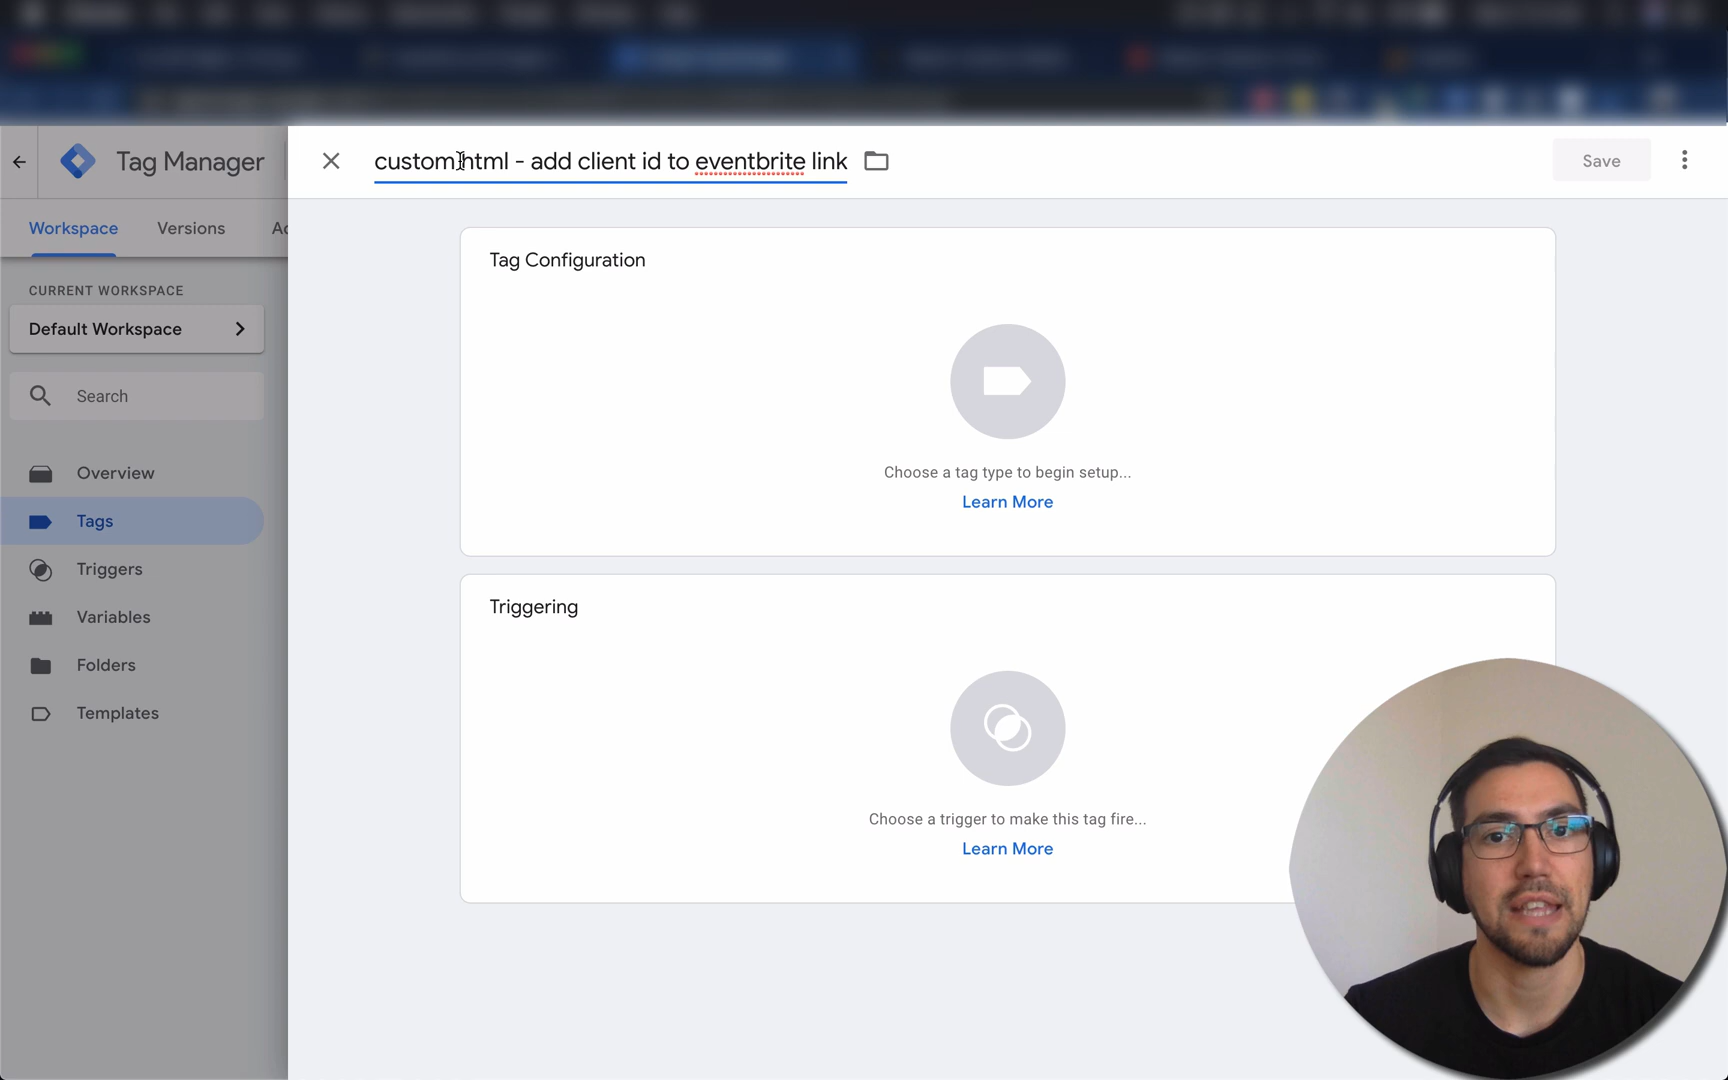 Tag Manager
custom html - add client id to eventbrite link
Save
Workspace
Versions
Ac
CURRENT WORKSPACE
Default Workspace
Search
Overview
Tags
Triggers
Variables
Folders
Templates
Tag Configuration
Choose a tag type to begin setup...
Learn More
Triggering
Choose a trigger to make this tag fire...
Learn More